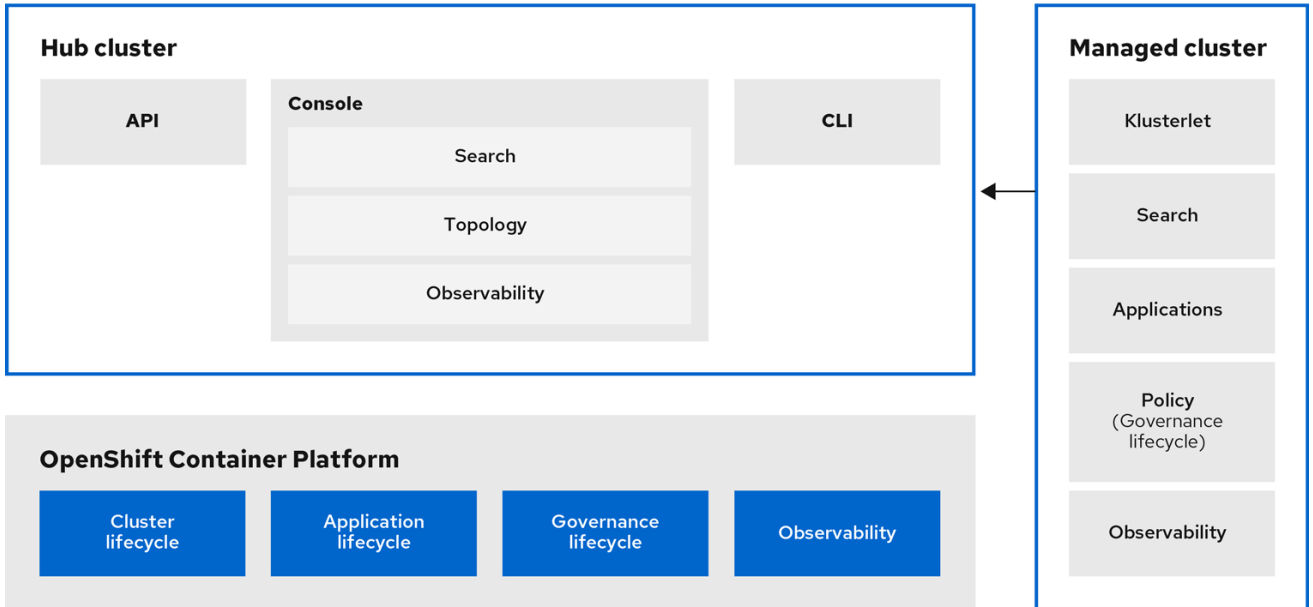 Hub cluster
API
Console
Search
Topology
Observability
CLI
Managed cluster
Klusterlet
Search
Applications
Policy
(Governance
lifecycle)
Observability
OpenShift Container Platform
Cluster
lifecycle
Application
lifecycle
Governance
lifecycle
Observability